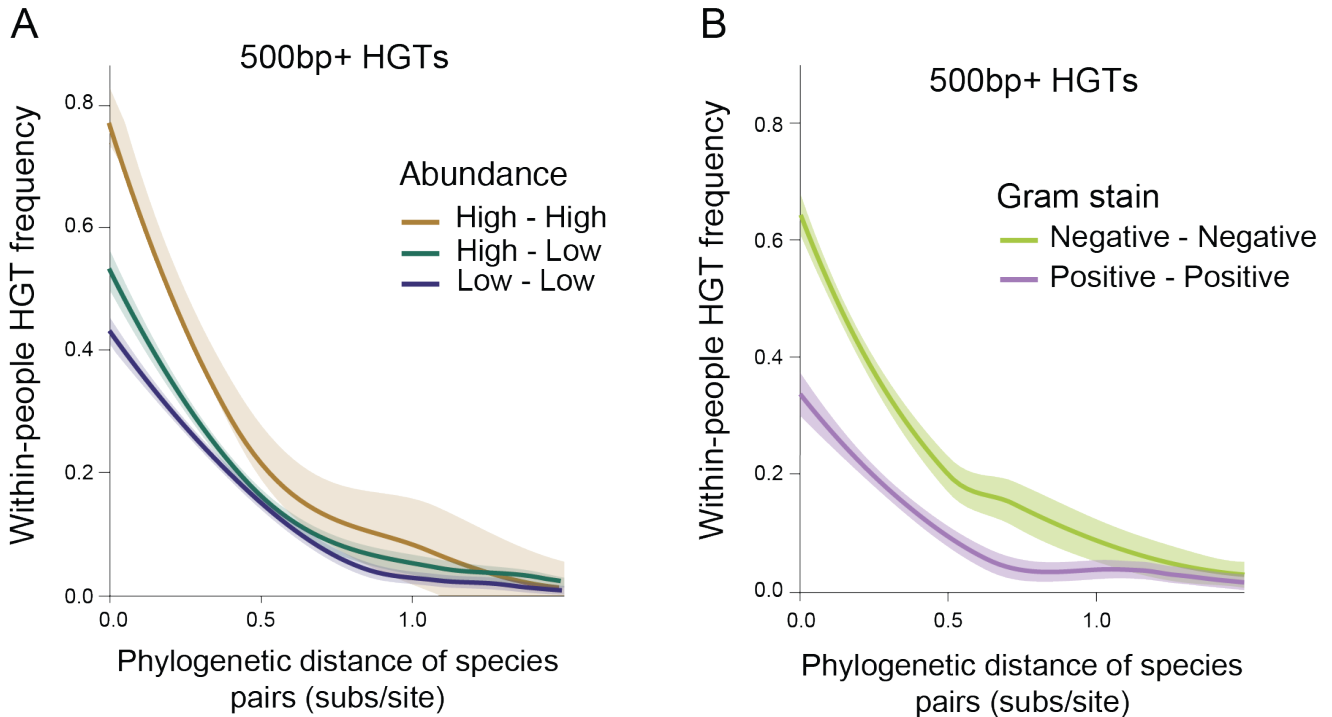 A
500bp+ HGTs
Within-people HGT frequency
0.8
0.6
0.4
0.2
0.0
Abundance
High - High
High - Low
Low - Low
0.0 0.5 1.0
Phylogenetic distance of species
pairs (subs/site)
B
500bp+ HGTs
Within-people HGT frequency
0.8
0.6
0.4
0.2
0.0
Gram stain
Negative - Negative
Positive - Positive
0.0 0.5 1.0
Phylogenetic distance of species
pairs (subs/site)